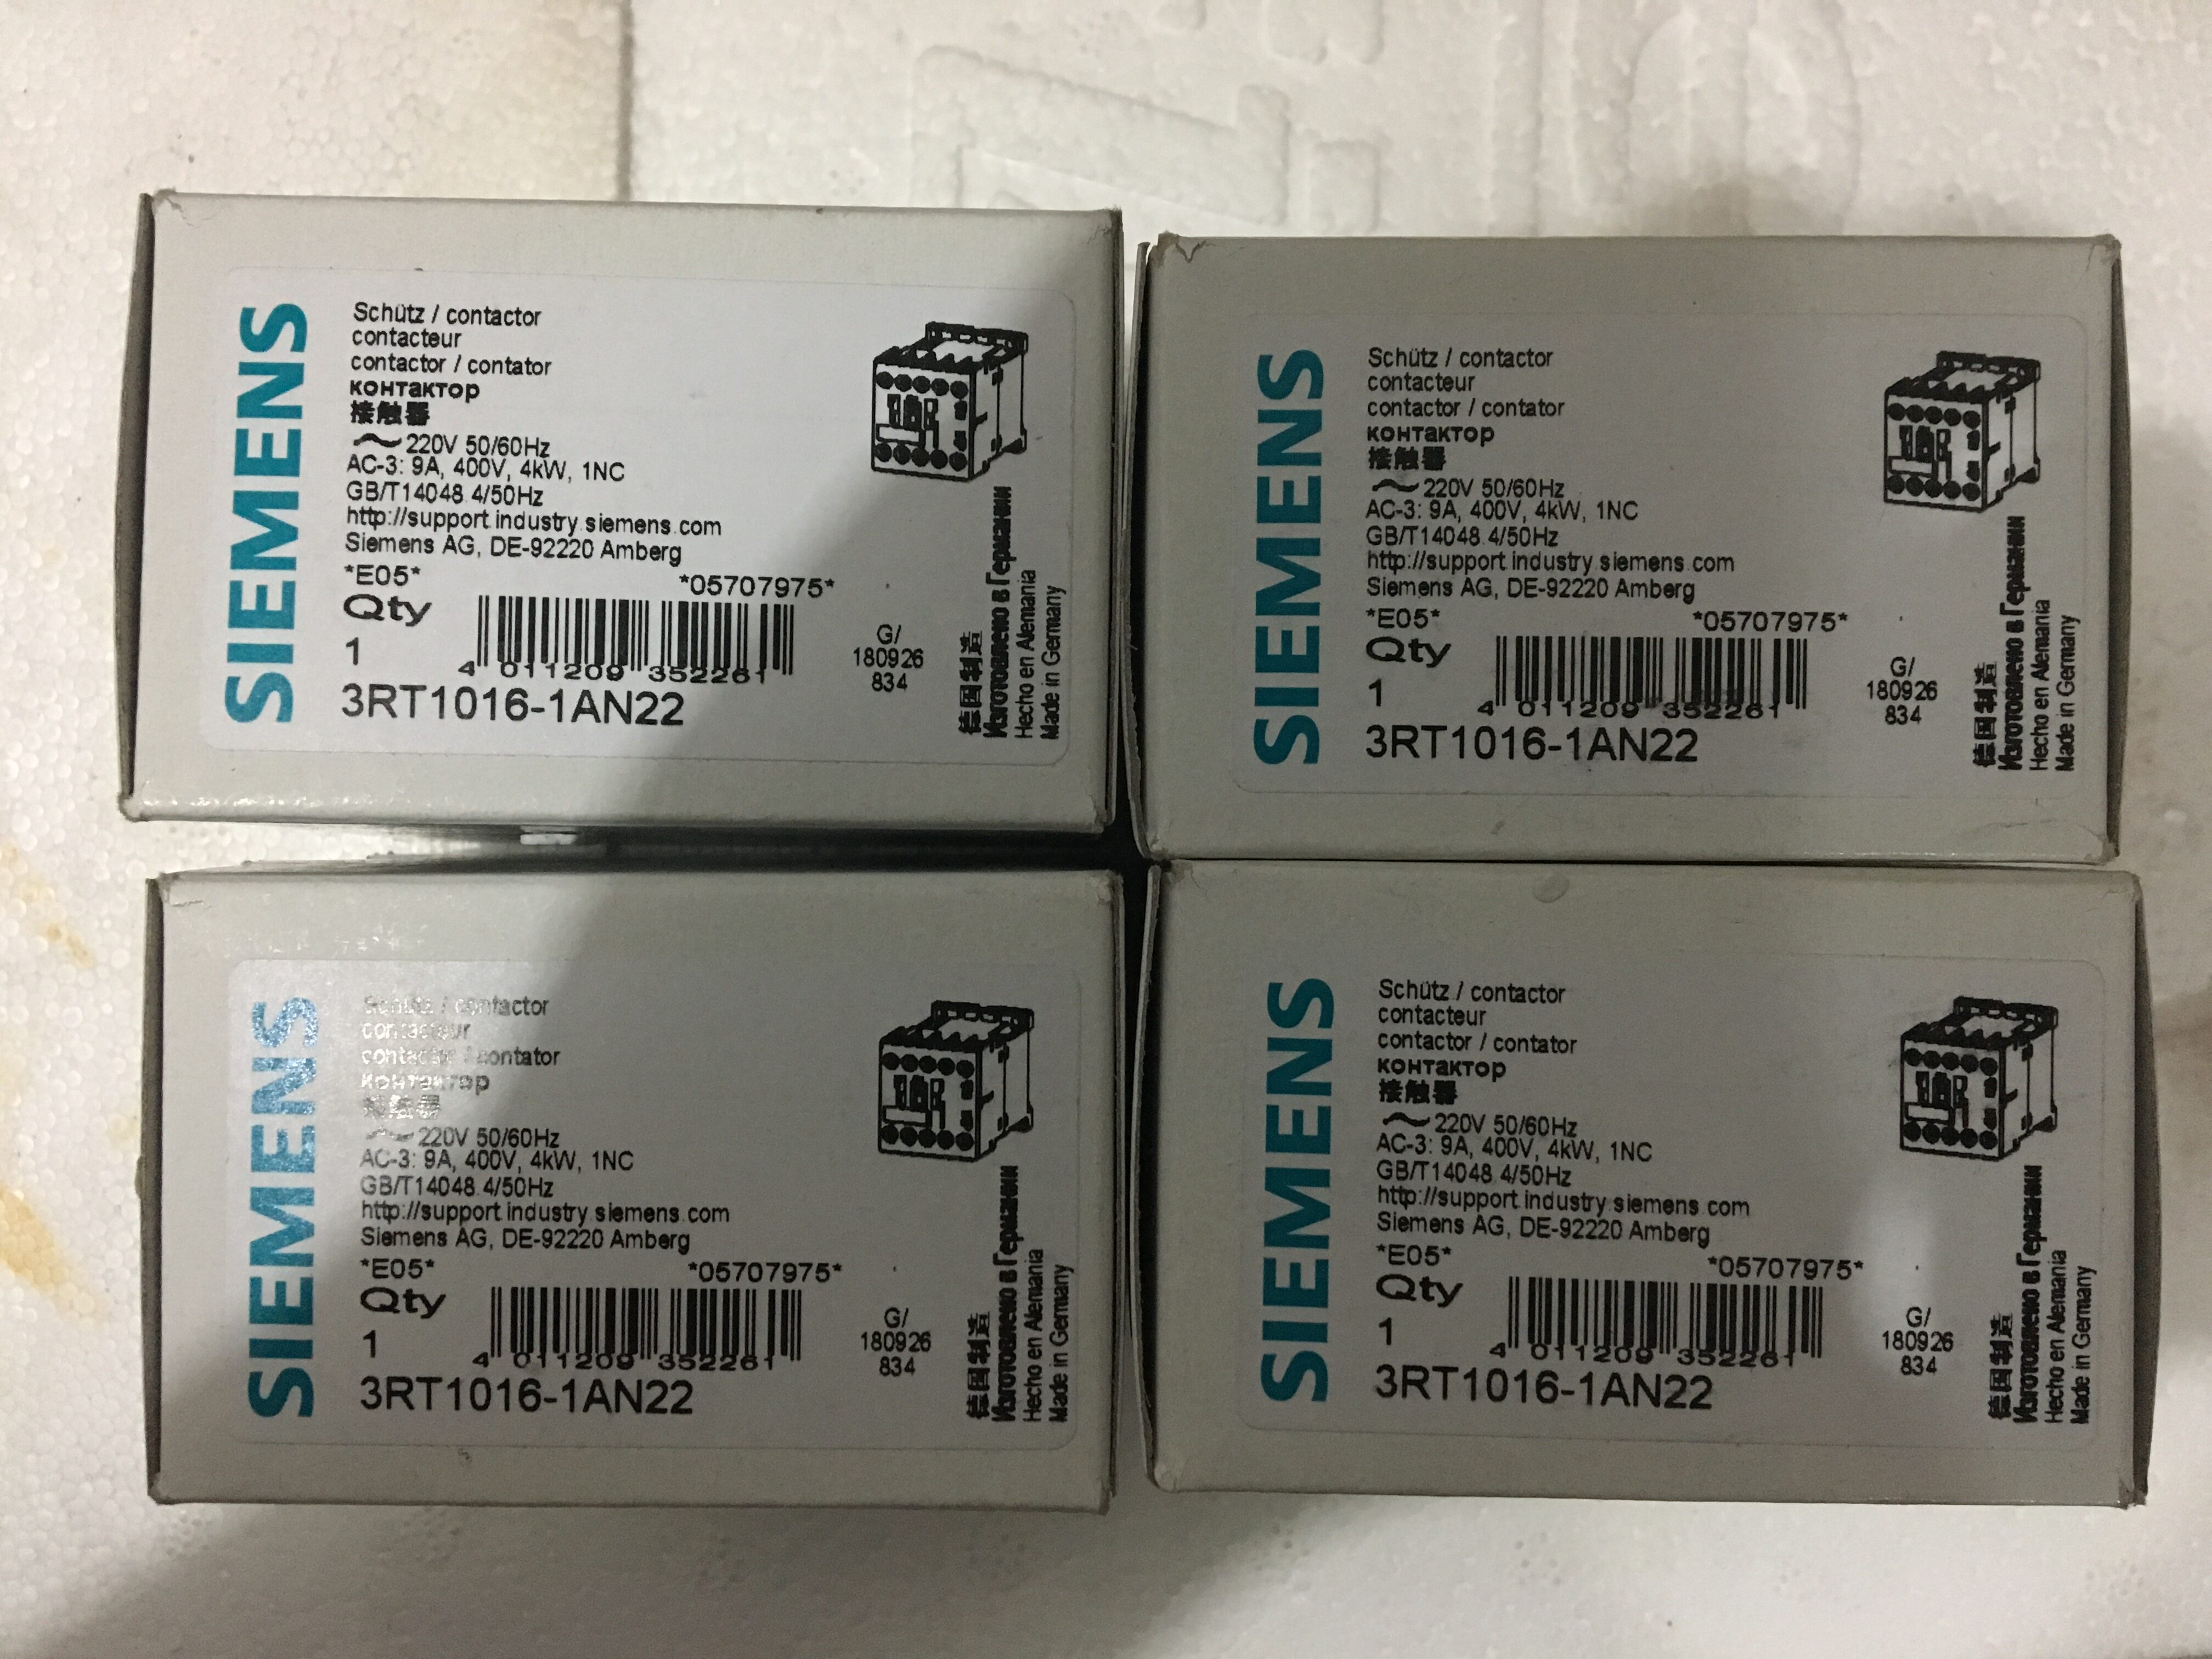 SIEMENS
Schütz / contactor
contacteur
contactor / contator
контактор
接触器
~ 220V 50/60Hz
AC-3: 9A, 400V, 4kW, 1NC
GB/T14048.4/50Hz
http://support.industry.siemens.com
Siemens AG, DE-92220 Amberg
*E05* *05707975*
Qty
1
4 011209 352261
3RT1016-1AN22
G/
180926
834
德国制造
Изготовлено в Германии
Hecho en Alemania
Made in Germany
SIEMENS
Schütz / contactor
contacteur
contactor / contator
контактор
接触器
~ 220V 50/60Hz
AC-3: 9A, 400V, 4kW, 1NC
GB/T14048.4/50Hz
http://support.industry.siemens.com
Siemens AG, DE-92220 Amberg
*E05* *05707975*
Qty
1
4 011209 352261
3RT1016-1AN22
G/
180926
834
德国制造
Изготовлено в Германии
Hecho en Alemania
Made in Germany
SIEMENS
Schütz / contactor
contacteur
contactor / contator
контактор
接触器
~ 220V 50/60Hz
AC-3: 9A, 400V, 4kW, 1NC
GB/T14048.4/50Hz
http://support.industry.siemens.com
Siemens AG, DE-92220 Amberg
*E05* *05707975*
Qty
1
4 011209 352261
3RT1016-1AN22
G/
180926
834
德国制造
Изготовлено в Германии
Hecho en Alemania
Made in Germany
SIEMENS
Schütz / contactor
contacteur
contactor / contator
контактор
接触器
~ 220V 50/60Hz
AC-3: 9A, 400V, 4kW, 1NC
GB/T14048.4/50Hz
http://support.industry.siemens.com
Siemens AG, DE-92220 Amberg
*E05* *05707975*
Qty
1
4 011209 352261
3RT1016-1AN22
G/
180926
834
德国制造
Изготовлено в Германии
Hecho en Alemania
Made in Germany